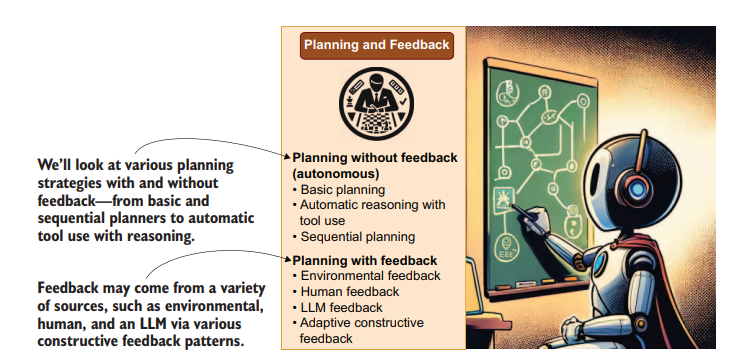 Planning and Feedback
We'll look at various planning
strategies with and without
feedback—from basic and
sequential planners to automatic
tool use with reasoning.
Planning without feedback
(autonomous)
• Basic planning
• Automatic reasoning with
tool use
• Sequential planning
Feedback may come from a variety
of sources, such as environmental,
human, and an LLM via various
constructive feedback patterns.
Planning with feedback
• Environmental feedback
• Human feedback
• LLM feedback
• Adaptive constructive
feedback